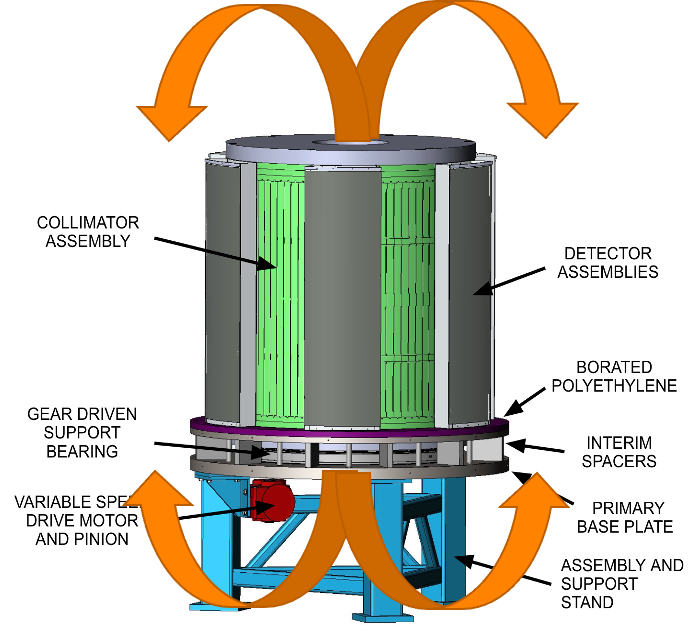 COLLIMATOR
ASSEMBLY
DETECTOR
ASSEMBLIES
BORATED
POLYETHYLENE
GEAR DRIVEN
SUPPORT
BEARING
INTERIM
SPACERS
VARIABLE SPE
DRIVE MOTOR
AND PINION
PRIMARY
BASE PLATE
ASSEMBLY AND
SUPPORT
STAND